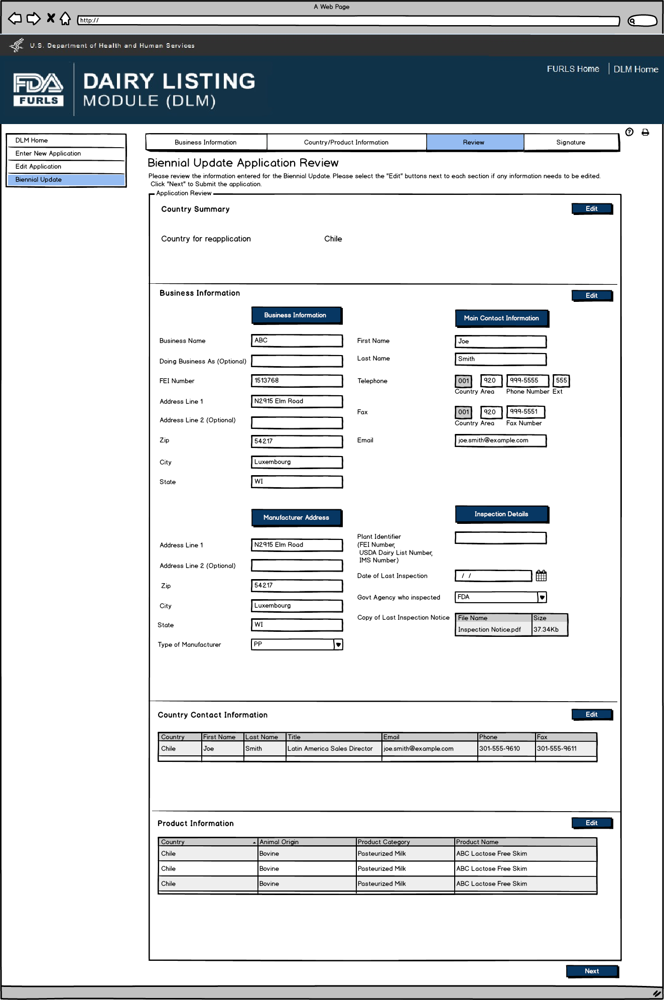 A Web Page
http://
U.S. Department of Health and Human Services
FURLS Home
DLM Home
FDA
FURLS
DAIRY LISTING
MODULE (DLM)
DLM Home
Enter New Application
Edit Application
Biennial Update
Business Information
Country/Product Information
Review
Signature
?
Biennial Update Application Review
Please review the information entered for the Biennial Update. Please select the "Edit" buttons next to each section if any information needs to be edited.
Click "Next" to Submit the application.
Application Review
Country Summary
Edit
Country for reapplication Chile
Business Information
Edit
Business Information
Business Name ABC
Doing Business As (Optional)
FEI Number 1513768
Address Line 1 N2915 Elm Road
Address Line 2 (Optional)
Zip 54217
City Luxembourg
State WI
Main Contact Information
First Name Joe
Last Name Smith
Telephone 001 920 999-5555 555
Country Area Phone Number Ext
Fax 001 920 999-5551
Country Area Fax Number
Email joe.smith@example.com
Manufacturer Address
Address Line 1 N2915 Elm Road
Address Line 2 (Optional)
Zip 54217
City Luxembourg
State WI
Type of Manufacturer PP
Inspection Details
Plant Identifier
(FEI Number,
USDA Dairy List Number,
IMS Number)
Date of Last Inspection / /
Govt Agency who inspected FDA
Copy of Last Inspection Notice
File Name Size
Inspection Notice.pdf 37.34Kb
Country Contact Information
Edit
Country First Name Last Name Title Email Phone Fax
Chile Joe Smith Latin America Sales Director joe.smith@example.com 301-555-9610 301-555-9611
Product Information
Edit
Country Animal Origin Product Category Product Name
Chile Bovine Pasteurized Milk ABC Lactose Free Skim
Chile Bovine Pasteurized Milk ABC Lactose Free Skim
Chile Bovine Pasteurized Milk ABC Lactose Free Skim
Next